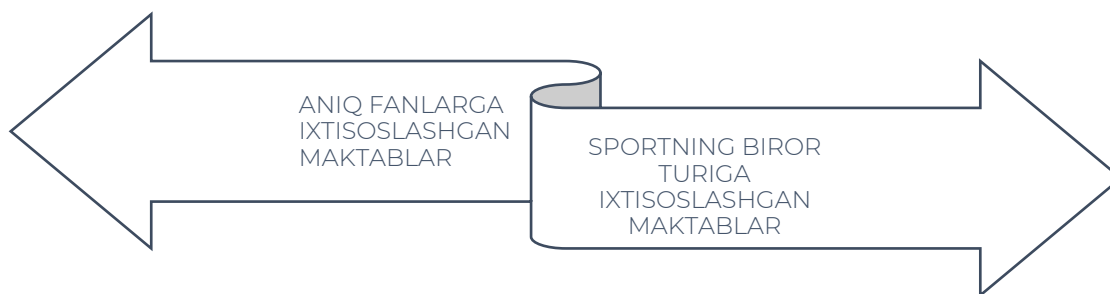 ANIQ FANLARGA
IXTISOSLASHGAN
MAKTABLAR
SPORTNING BIROR
TURIGA
IXTISOSLASHGAN
MAKTABLAR